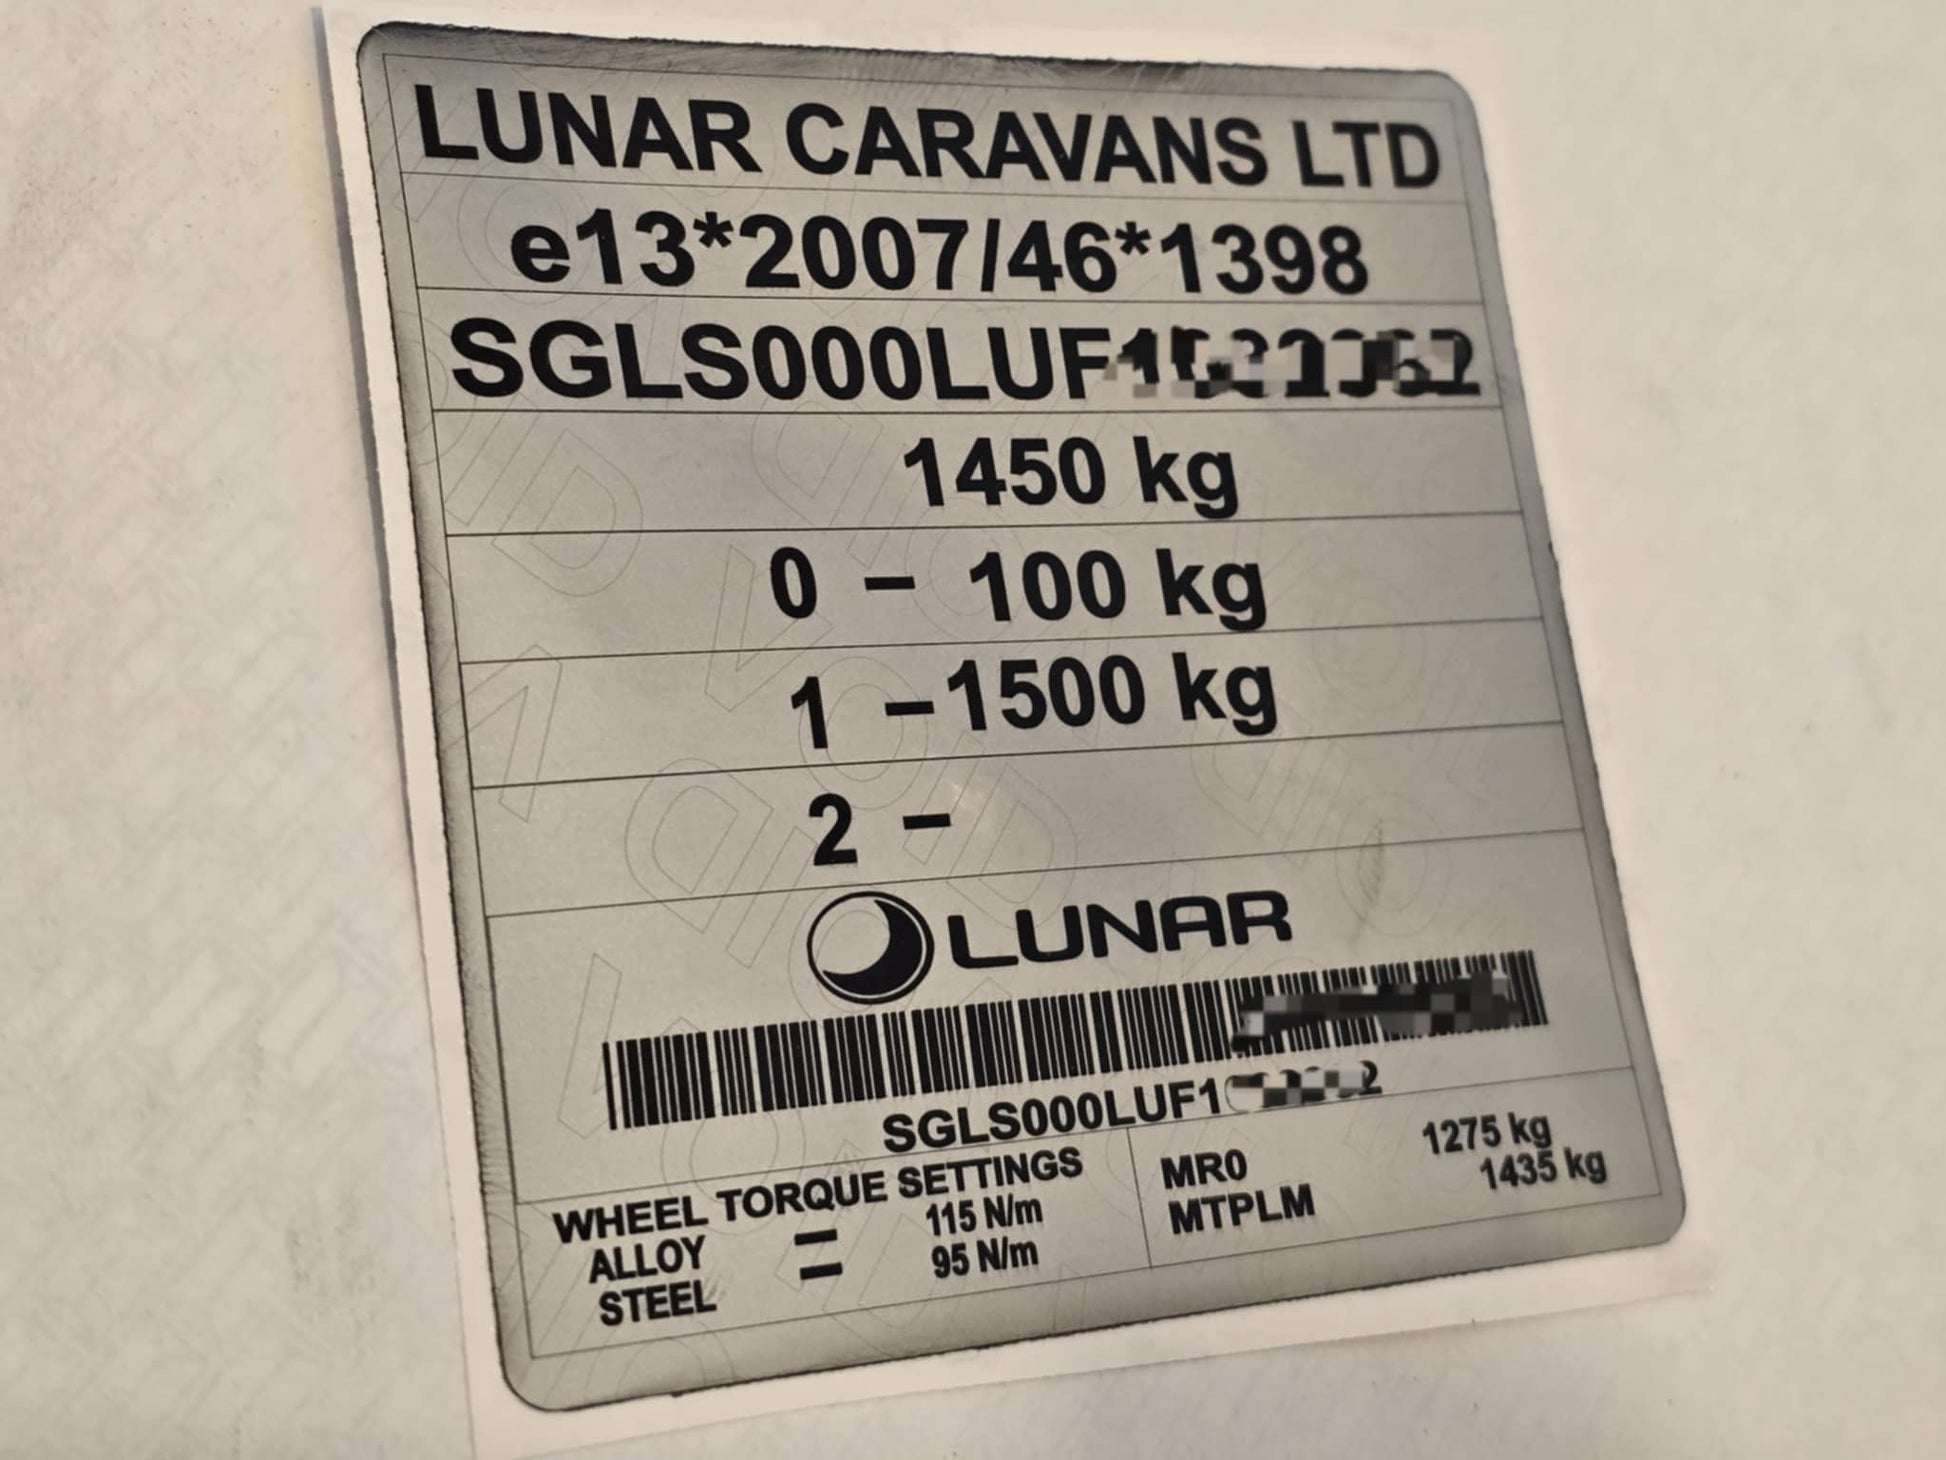 LUNAR CARAVANS LTD
e13*2007/46*1398
SGLS000LUF
1450 kg
0 - 100 kg
1 -1500 kg
2 -
LUNAR
SGLS000LUF1
WHEEL TORQUE SETTINGS
ALLOY = 115 N/m
STEEL = 95 N/m
MR0 1275 kg
MTPLM 1435 kg